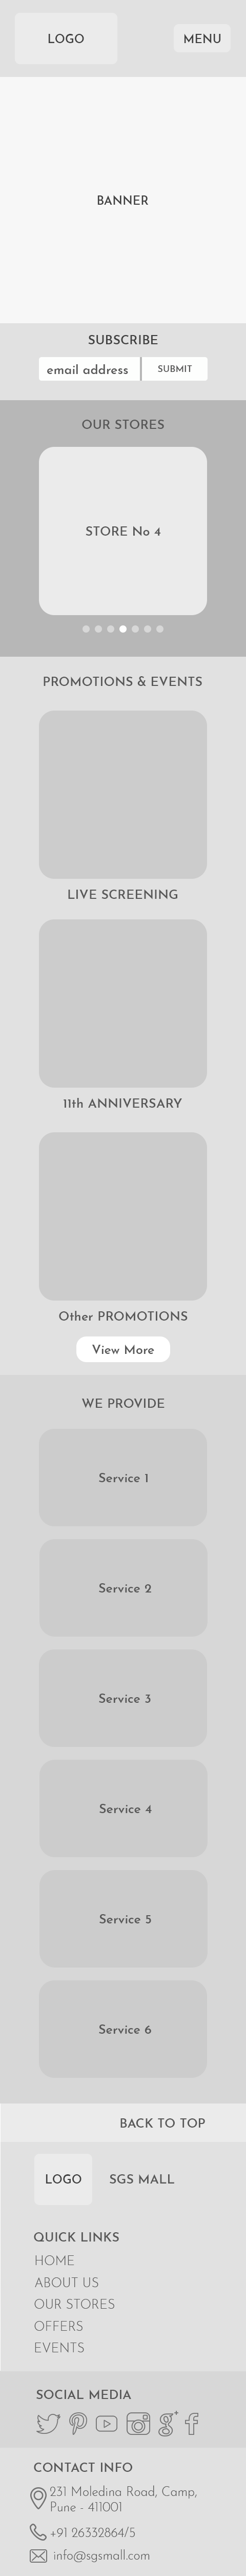 LOGO
MENU
BANNER
SUBSCRIBE
email address
SUBMIT
OUR STORES
STORE No 4
PROMOTIONS & EVENTS
LIVE SCREENING
11th ANNIVERSARY
Other PROMOTIONS
View More
WE PROVIDE
Service 1
Service 2
Service 3
Service 4
Service 5
Service 6
BACK TO TOP
LOGO
SGS MALL
QUICK LINKS
HOME
ABOUT US
OUR STORES
OFFERS
EVENTS
SOCIAL MEDIA
CONTACT INFO
231 Moledina Road, Camp,
Pune - 411001
+91 26332864/5
info@sgsmall.com